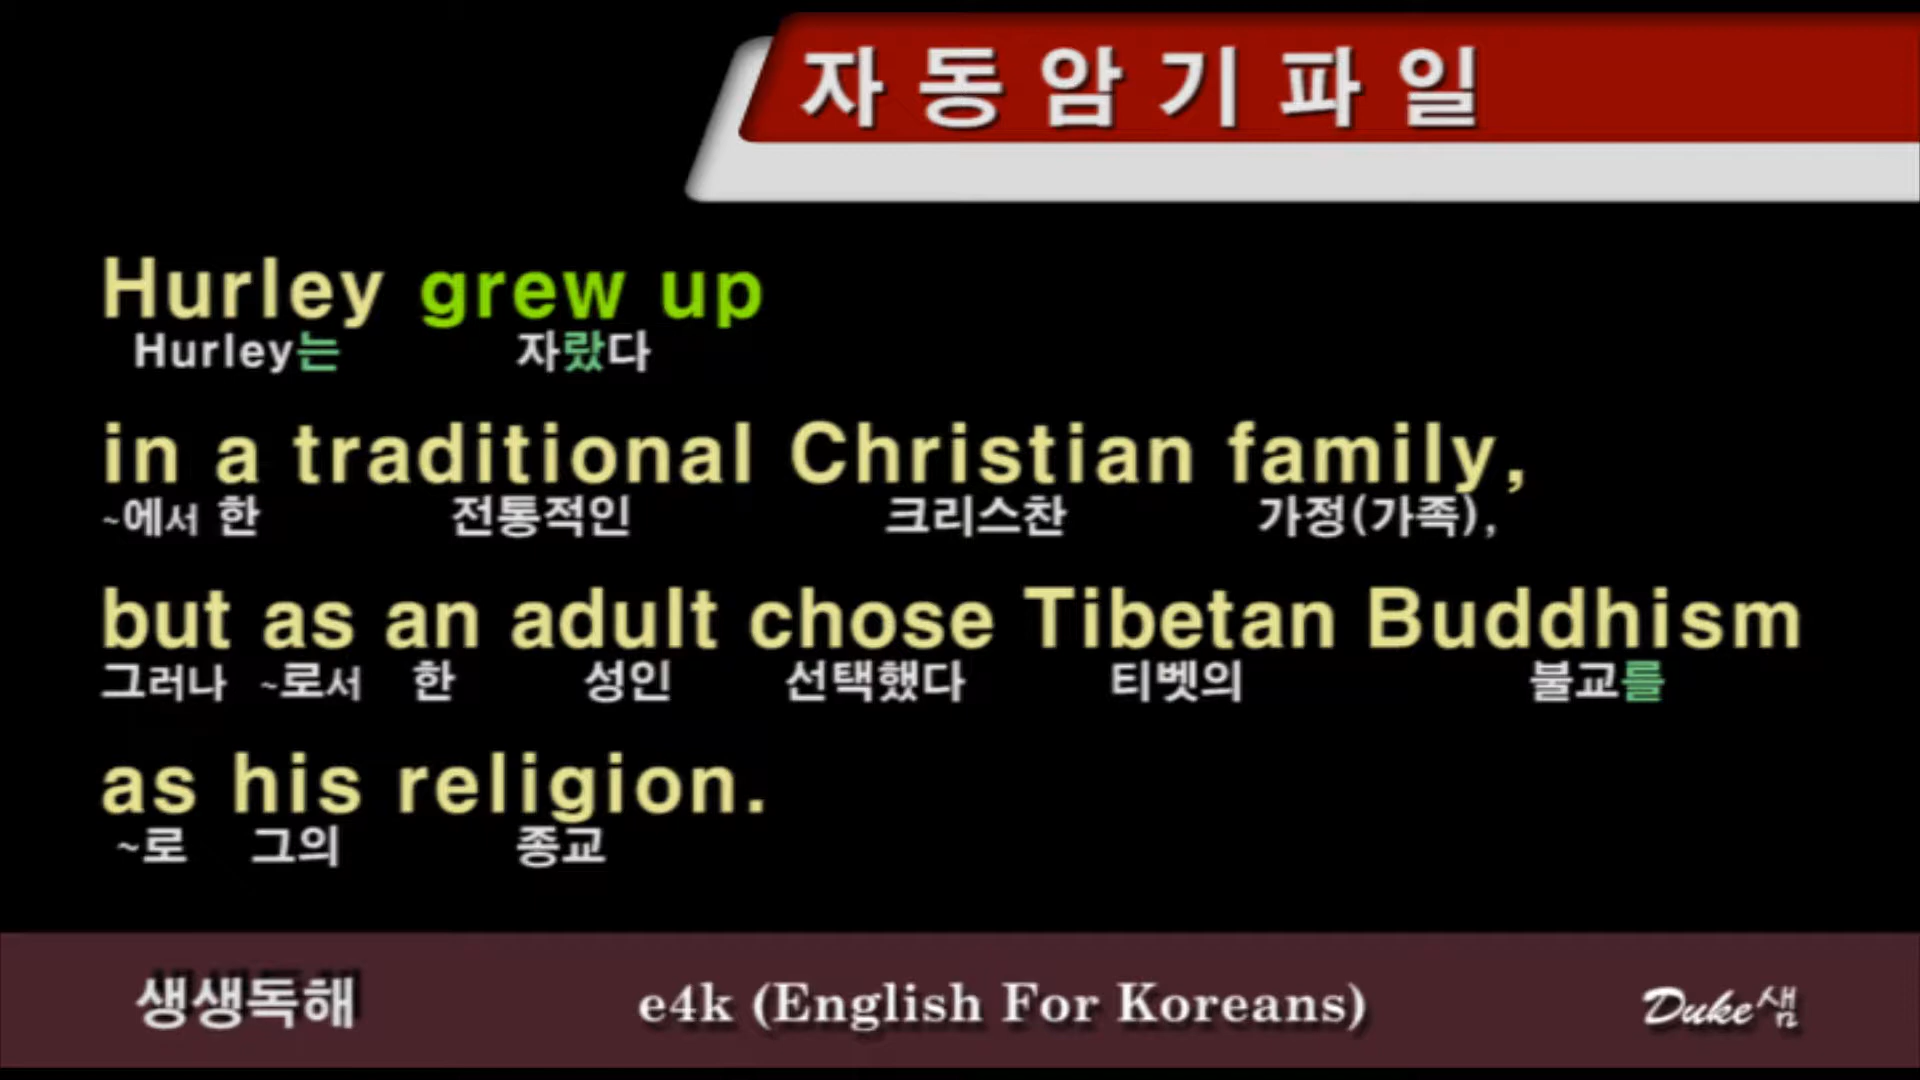 자동암기파일
Hurley grew up
Hurley는 자랐다
in a traditional Christian family,
~에서 한 전통적인 크리스찬 가정(가족),
but as an adult chose Tibetan Buddhism
그러나 ~로서 한 성인 선택했다 티벳의 불교를
as his religion.
~로 그의 종교
생생독해 e4k (English For Koreans) Duke샘